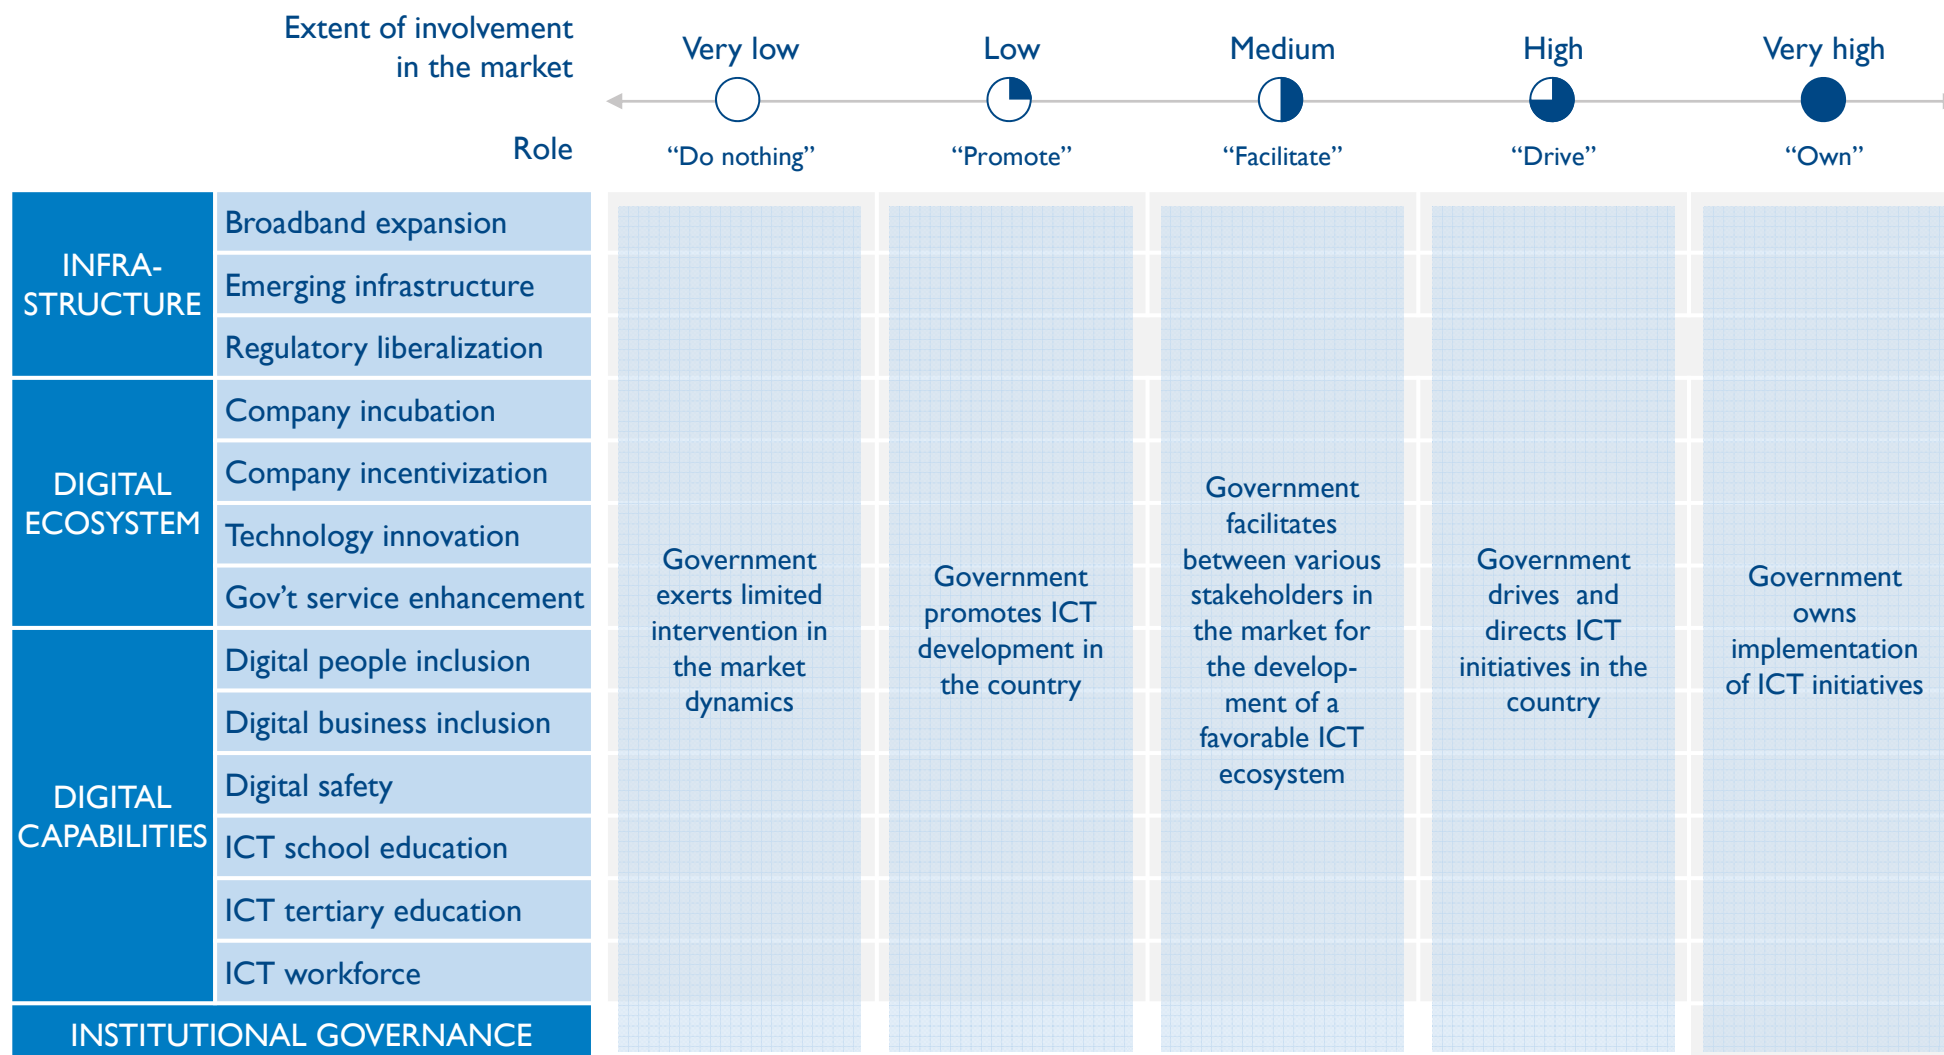 Extent of involvement
in the market
Very low
Low
Medium
High
Very high
Role
“Do nothing”
“Promote”
“Facilitate”
“Drive”
“Own”
INFRA-
STRUCTURE
Broadband expansion
Emerging infrastructure
Regulatory liberalization
DIGITAL
ECOSYSTEM
Company incubation
Company incentivization
Technology innovation
Gov’t service enhancement
DIGITAL
CAPABILITIES
Digital people inclusion
Digital business inclusion
Digital safety
ICT school education
ICT tertiary education
ICT workforce
INSTITUTIONAL GOVERNANCE
Government
exerts limited
intervention in
the market
dynamics
Government
promotes ICT
development in
the country
Government
facilitates
between various
stakeholders in
the market for
the develop-
ment of a
favorable ICT
ecosystem
Government
drives and
directs ICT
initiatives in the
country
Government
owns
implementation
of ICT initiatives